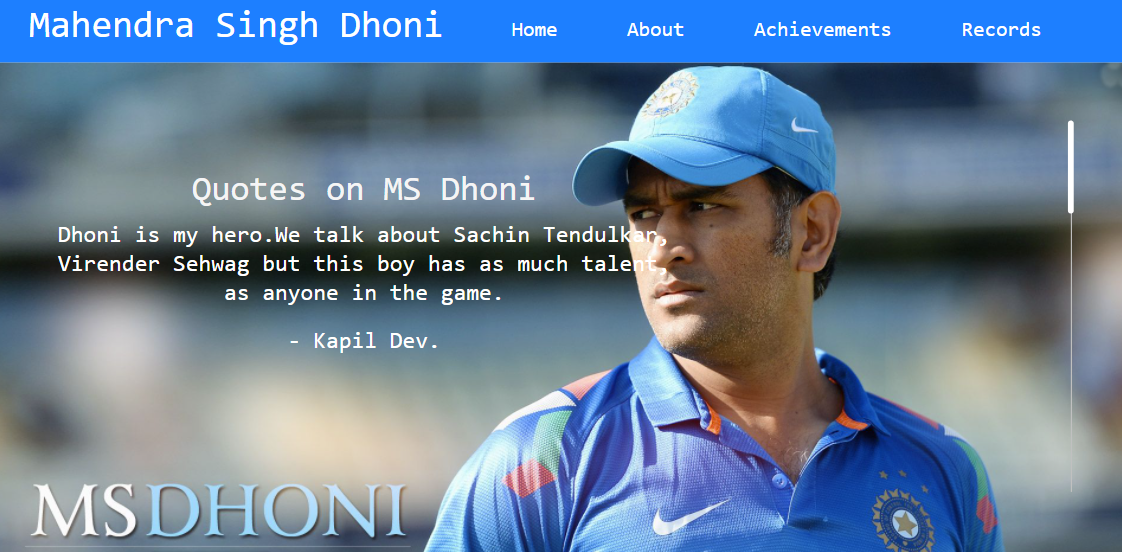 Mahendra Singh Dhoni
Home About Achievements Records
Quotes on MS Dhoni
Dhoni is my hero.We talk about Sachin Tendulkar,
Virender Sehwag but this boy has as much talent,
as anyone in the game.
- Kapil Dev.
MSDHONI